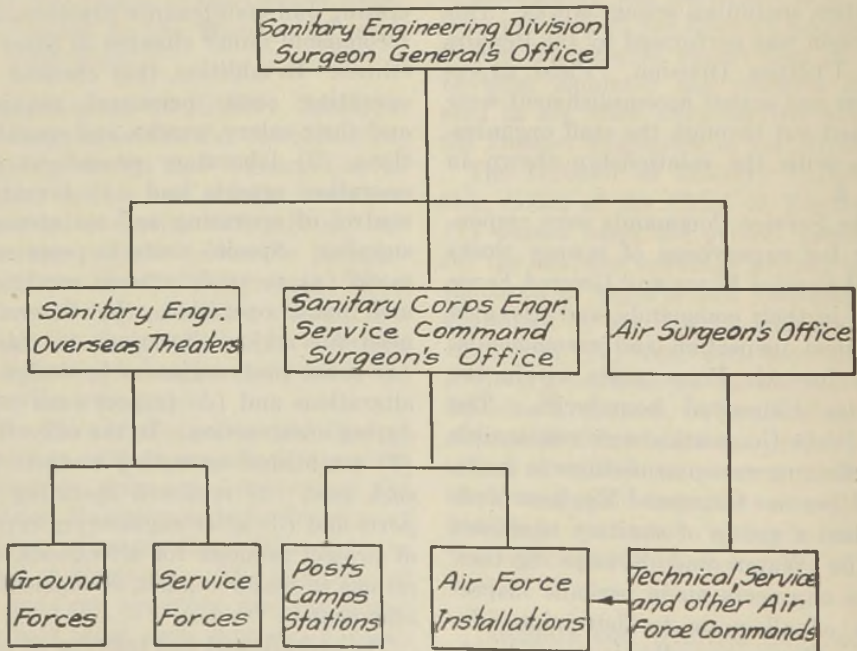 Sanitary Engineering Division
Surgeon General's Office
Sanitary Engr.
Overseas Theaters
Sanitary Corps Engr.
Service Command
Surgeon's Office
Air Surgeon's Office
Ground
Forces
Service
Forces
Posts
Camps
Stations
Air Force
Installations
Technical, Service
and other Air
Force Commands